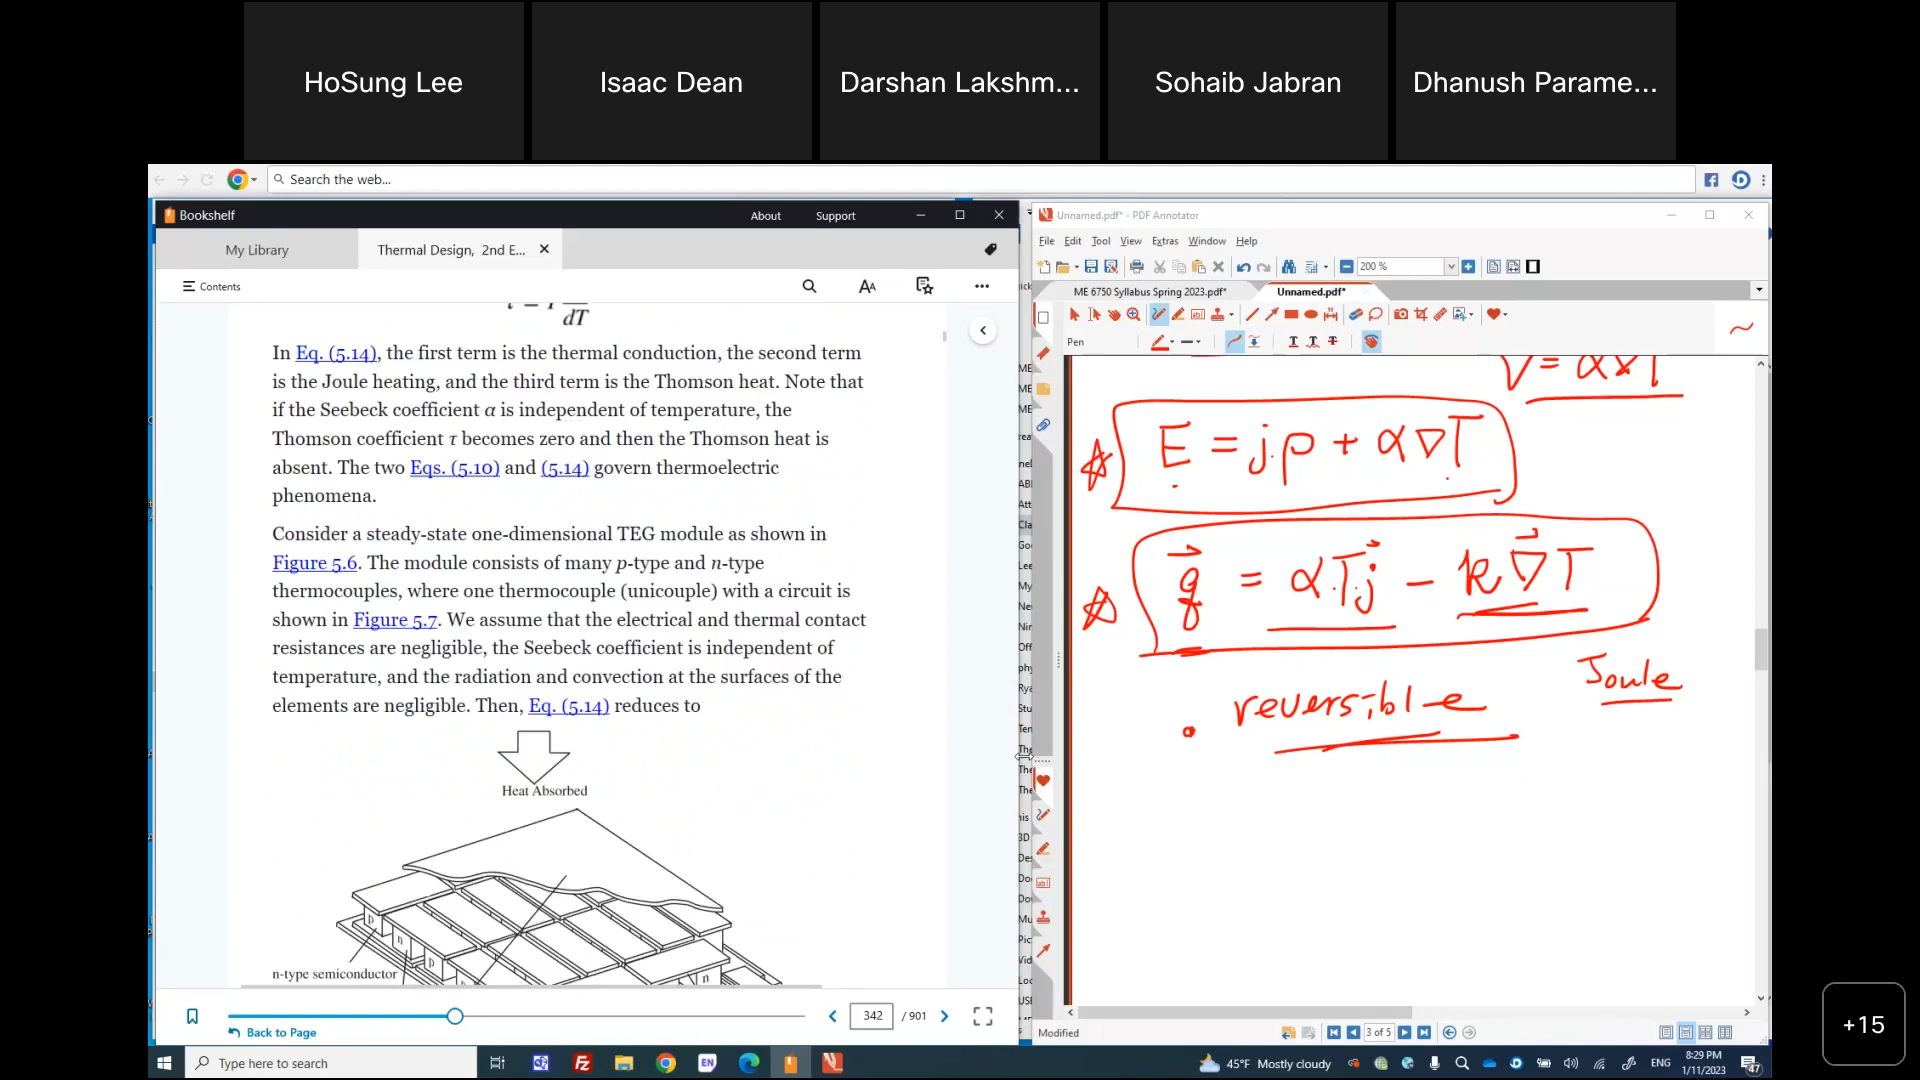 HoSung Lee
Isaac Dean
Darshan Lakshm...
Sohaib Jabran
Dhanush Parame...
Search the web...
Bookshelf
About
Support
My Library
Thermal Design, 2nd E...
Contents
dT
In Eq. (5.14), the first term is the thermal conduction, the second term
is the Joule heating, and the third term is the Thomson heat. Note that
if the Seebeck coefficient α is independent of temperature, the
Thomson coefficient τ becomes zero and then the Thomson heat is
absent. The two Eqs. (5.10) and (5.14) govern thermoelectric
phenomena.
Consider a steady-state one-dimensional TEG module as shown in
Figure 5.6. The module consists of many p-type and n-type
thermocouples, where one thermocouple (unicouple) with a circuit is
shown in Figure 5.7. We assume that the electrical and thermal contact
resistances are negligible, the Seebeck coefficient is independent of
temperature, and the radiation and convection at the surfaces of the
elements are negligible. Then, Eq. (5.14) reduces to
Heat Absorbed
p
n
p
n
n-type semiconductor
342 / 901
Back to Page
Unnamed.pdf* - PDF Annotator
File Edit Tool View Extras Window Help
200 %
ME 6750 Syllabus Spring 2023.pdf*
Unnamed.pdf*
Pen
V = α∇T
E = jρ + α∇T
q⃗ = αTj⃗ − k∇⃗T
Joule
reversible
Modified
3 of 5
+15
Type here to search
EN
45°F Mostly cloudy
ENG
8:29 PM
1/11/2023
47